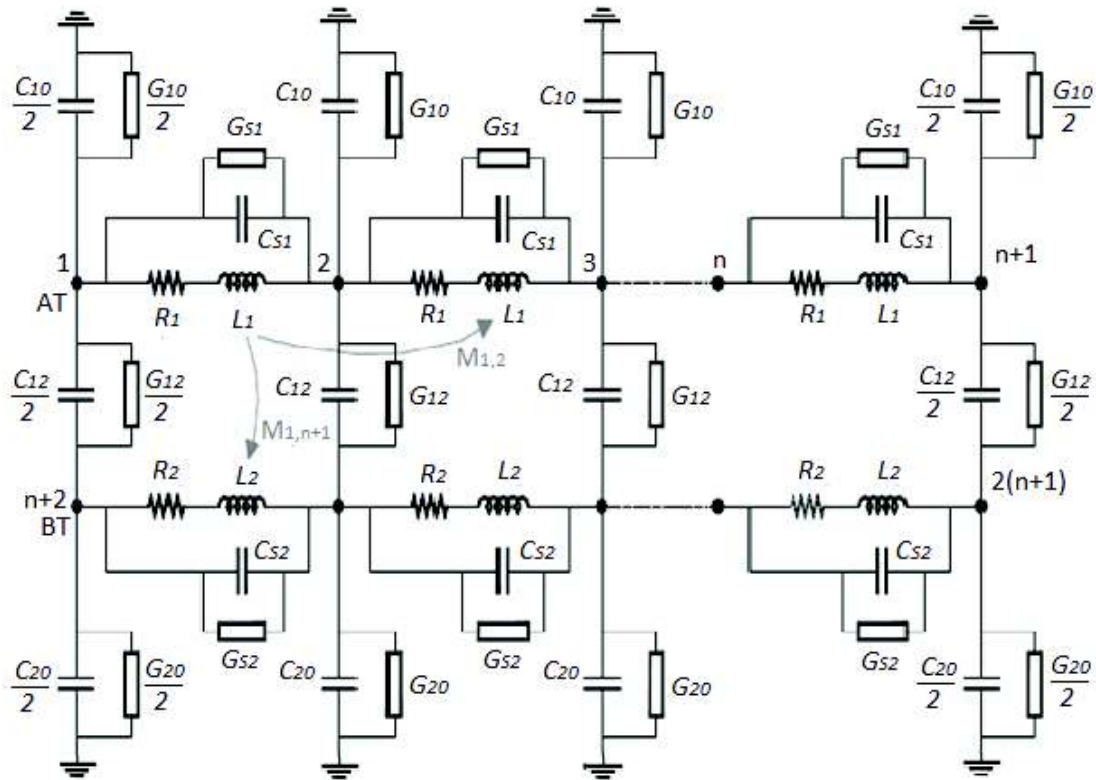 C10/2 G10/2 C10 G10 C10 G10 C10/2 G10/2
GS1 GS1 GS1
CS1 CS1 CS1
1 2 3 n n+1
AT
R1 L1 R1 L1 R1 L1
M1,2
C12/2 G12/2 C12 G12 C12 G12 C12/2 G12/2
M1,n+1
R2 L2 R2 L2 R2 L2
n+2 2(n+1)
BT
CS2 CS2 CS2
GS2 GS2 GS2
C20/2 G20/2 C20 G20 C20 G20 C20/2 G20/2